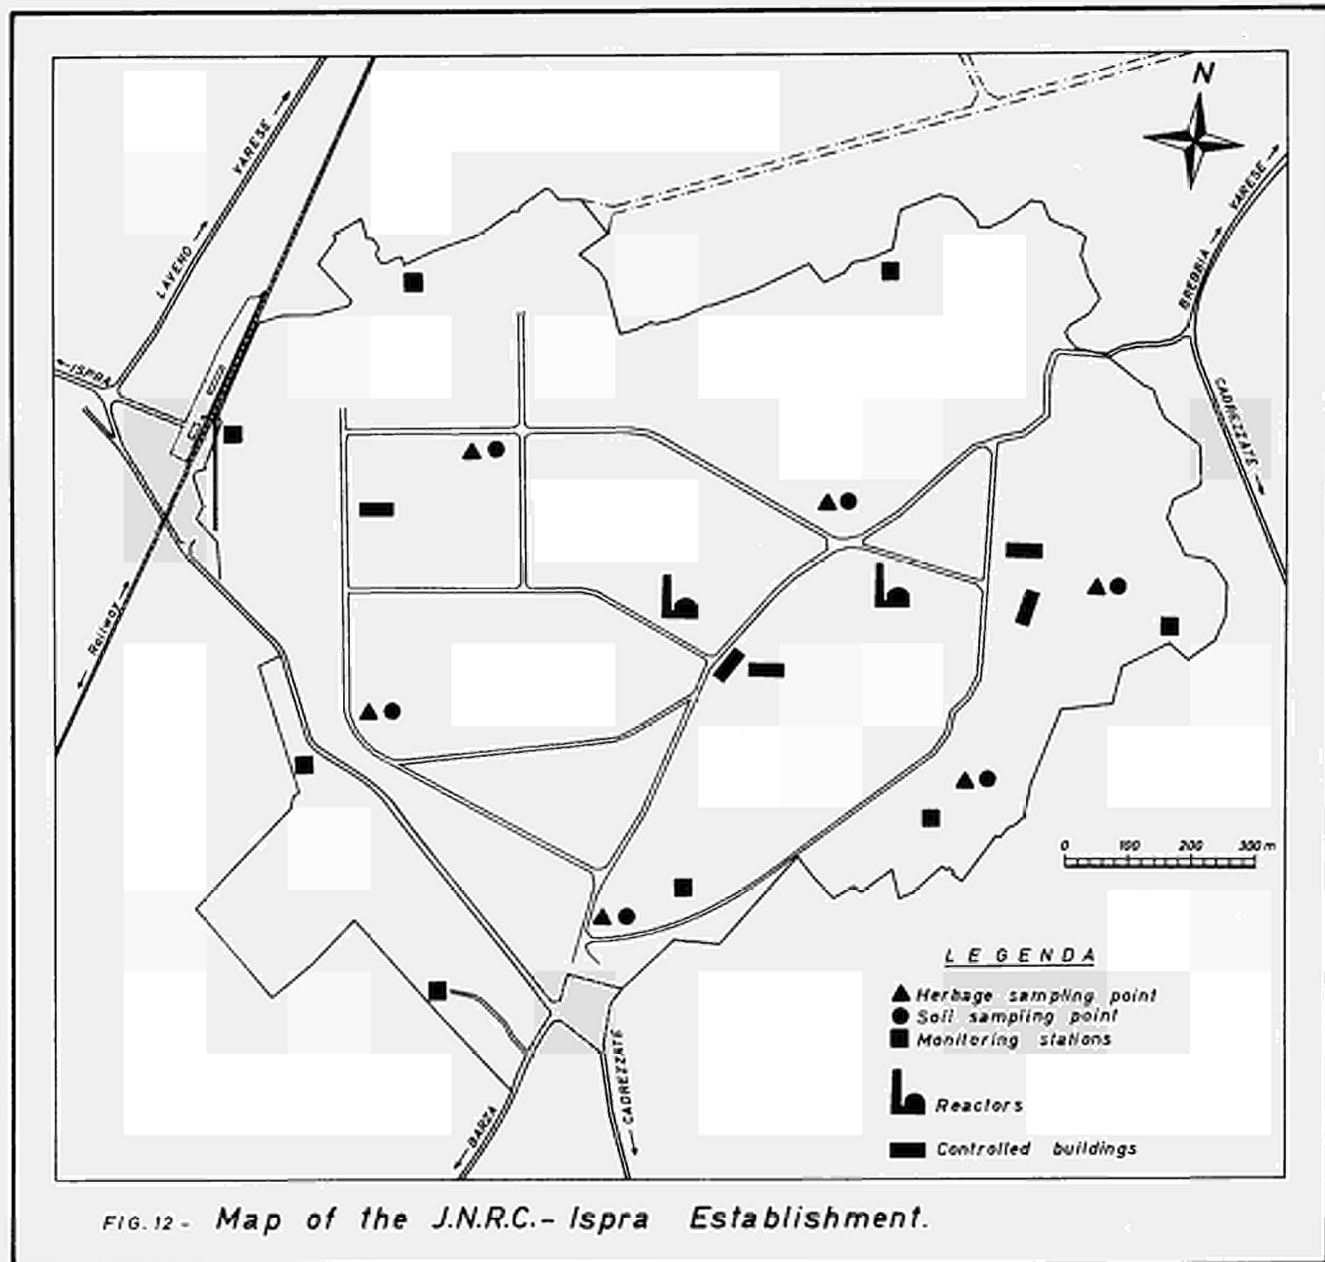 N
VARESE
LAVENO
VARESE
BREBBIA
ISPRA
CADREZZATE
Railway
0 100 200 300 m
LEGENDA
Herbage sampling point
Soil sampling point
Monitoring stations
Reactors
Controlled buildings
CADREZZATE
BARZA
FIG. 12 - Map of the J.N.R.C. - Ispra Establishment.